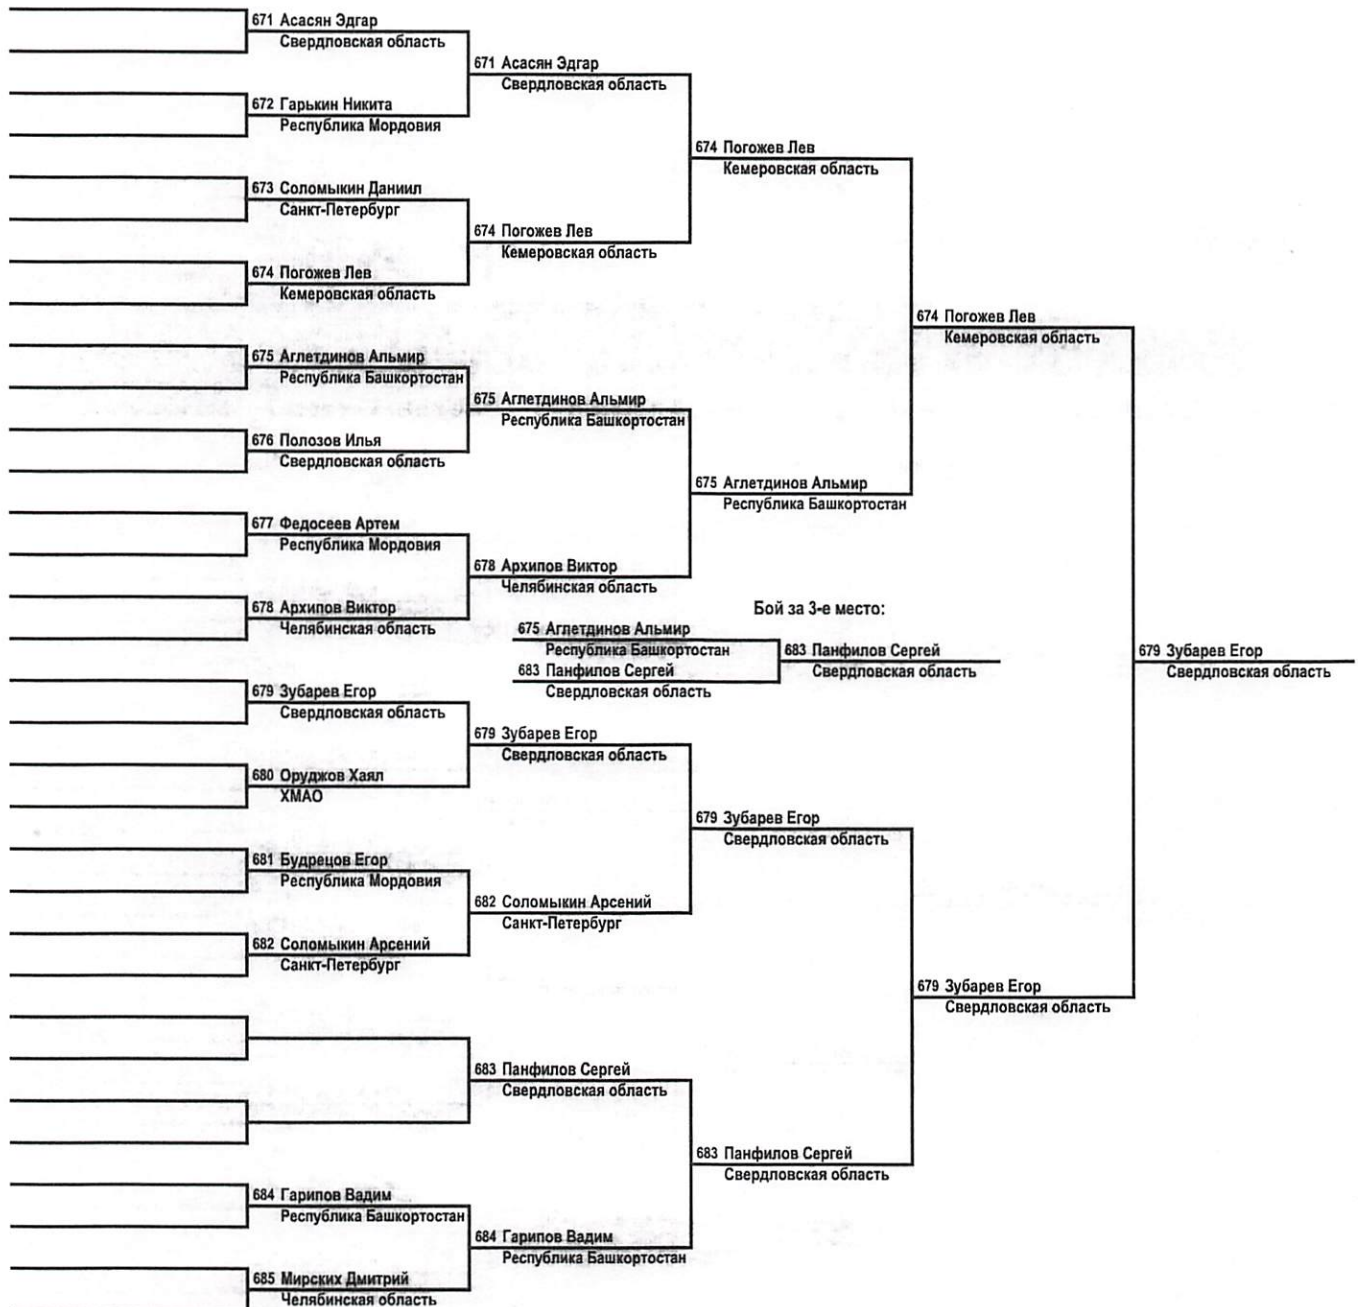 671 Асасян Эдгар
Свердловская область
671 Асасян Эдгар
Свердловская область
672 Гарькин Никита
Республика Мордовия
674 Погожев Лев
Кемеровская область
673 Соломыкин Даниил
Санкт-Петербург
674 Погожев Лев
Кемеровская область
674 Погожев Лев
Кемеровская область
674 Погожев Лев
Кемеровская область
675 Аглетдинов Альмир
Республика Башкортостан
675 Аглетдинов Альмир
Республика Башкортостан
676 Полозов Илья
Свердловская область
675 Аглетдинов Альмир
Республика Башкортостан
677 Федосеев Артем
Республика Мордовия
678 Архипов Виктор
Челябинская область
678 Архипов Виктор
Челябинская область
Бой за 3-е место:
675 Аглетдинов Альмир
Республика Башкортостан
683 Панфилов Сергей
Свердловская область
683 Панфилов Сергей
Свердловская область
679 Зубарев Егор
Свердловская область
679 Зубарев Егор
Свердловская область
679 Зубарев Егор
Свердловская область
680 Оруджов Хаял
ХМАО
679 Зубарев Егор
Свердловская область
681 Будрецов Егор
Республика Мордовия
682 Соломыкин Арсений
Санкт-Петербург
682 Соломыкин Арсений
Санкт-Петербург
679 Зубарев Егор
Свердловская область
683 Панфилов Сергей
Свердловская область
683 Панфилов Сергей
Свердловская область
684 Гарипов Вадим
Республика Башкортостан
684 Гарипов Вадим
Республика Башкортостан
685 Мирских Дмитрий
Челябинская область